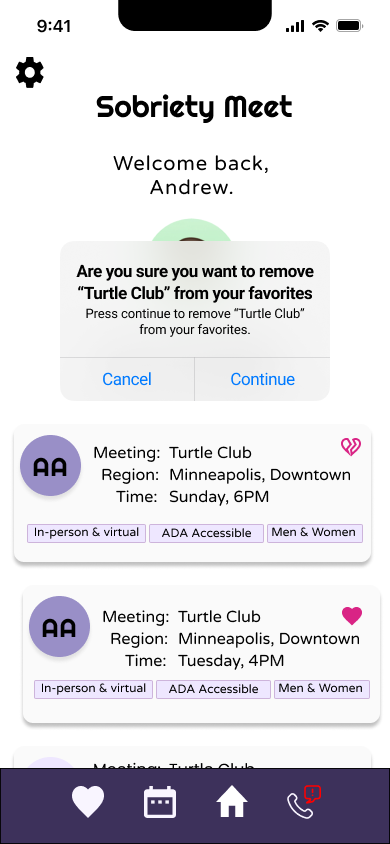 9:41
Sobriety Meet
Welcome back,
Andrew.
Are you sure you want to remove
“Turtle Club” from your favorites
Press continue to remove “Turtle Club”
from your favorites.
Cancel Continue
AA
Meeting: Turtle Club
Region: Minneapolis, Downtown
Time: Sunday, 6PM
In-person & virtual ADA Accessible Men & Women
AA
Meeting: Turtle Club
Region: Minneapolis, Downtown
Time: Tuesday, 4PM
In-person & virtual ADA Accessible Men & Women
Meeting: Turtle Club